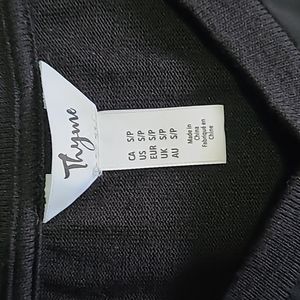 Thyme
CA S/P
US S/P
EUR S/P
UK S/P
AU S/P
Made in
China
Fabriqué en
Chine